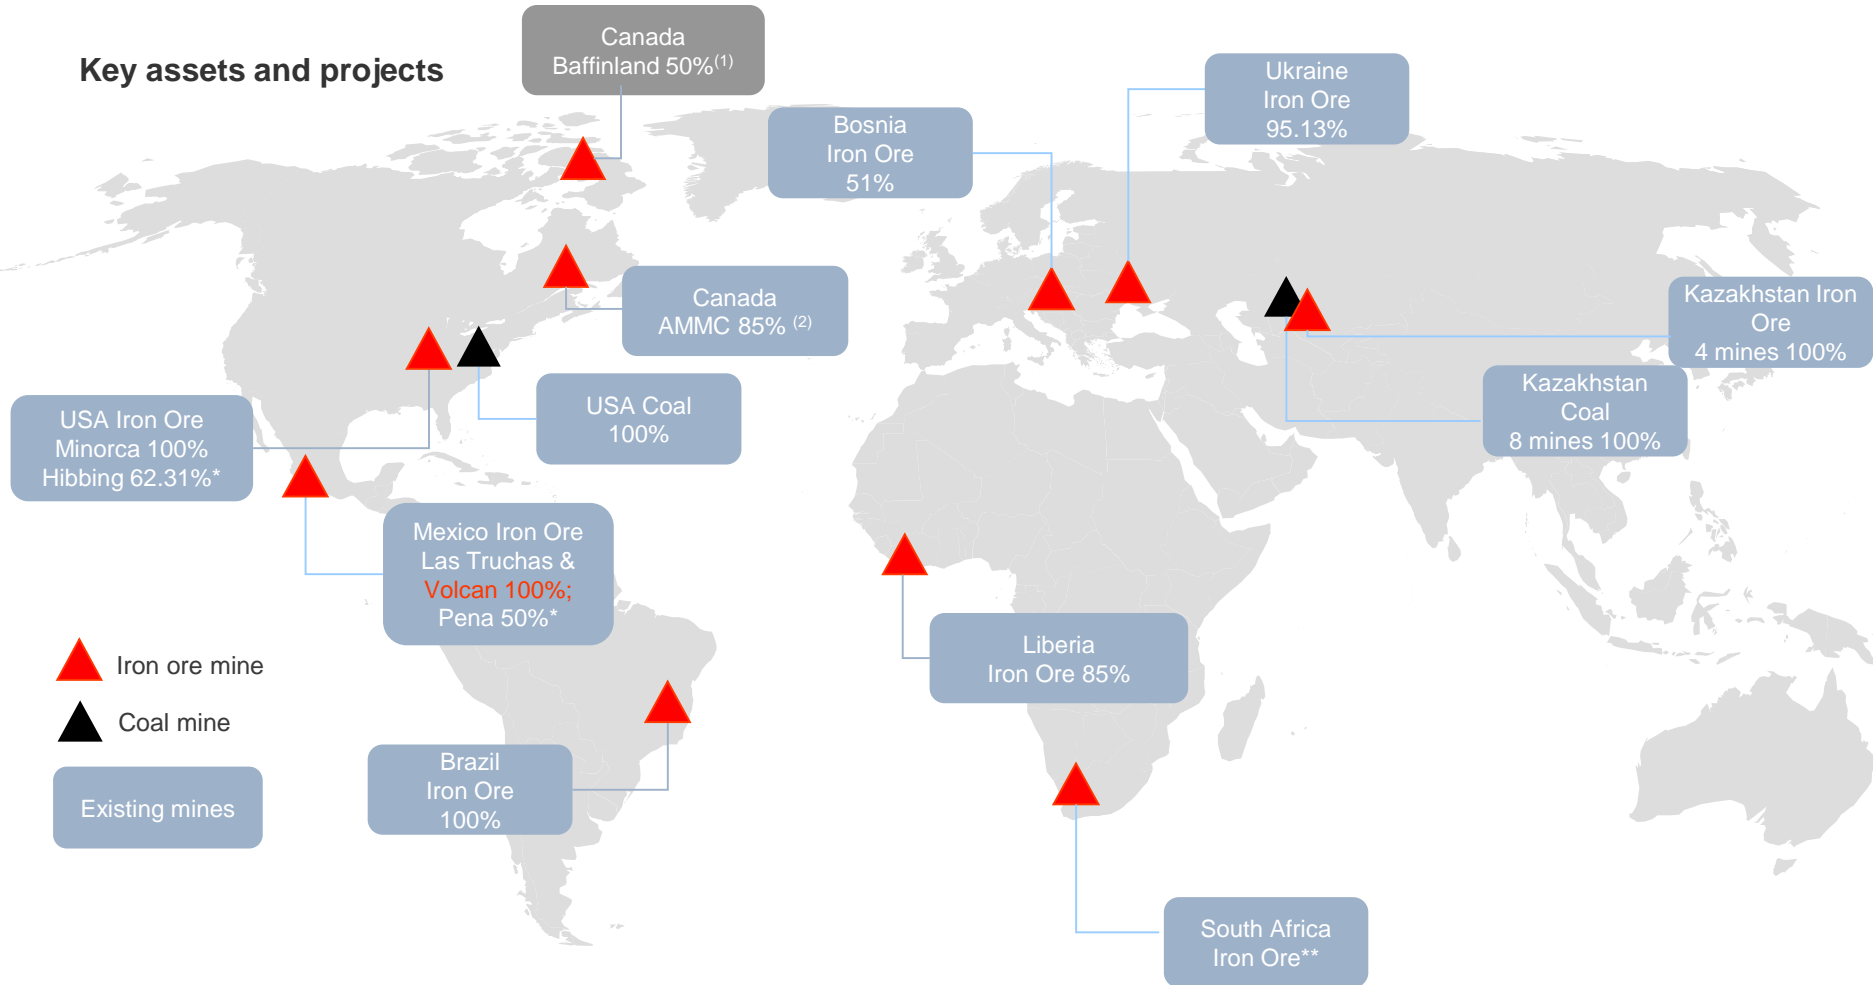 Key assets and projects
Canada
Baffinland 50%(1)
Ukraine
Iron Ore
95.13%
Bosnia
Iron Ore
51%
Canada
AMMC 85% (2)
Kazakhstan Iron
Ore
4 mines 100%
Kazakhstan
Coal
8 mines 100%
USA Coal
100%
USA Iron Ore
Minorca 100%
Hibbing 62.31%*
Mexico Iron Ore
Las Truchas &
Volcan 100%;
Pena 50%*
Liberia
Iron Ore 85%
Iron ore mine
Coal mine
Existing mines
Brazil
Iron Ore
100%
South Africa
Iron Ore**